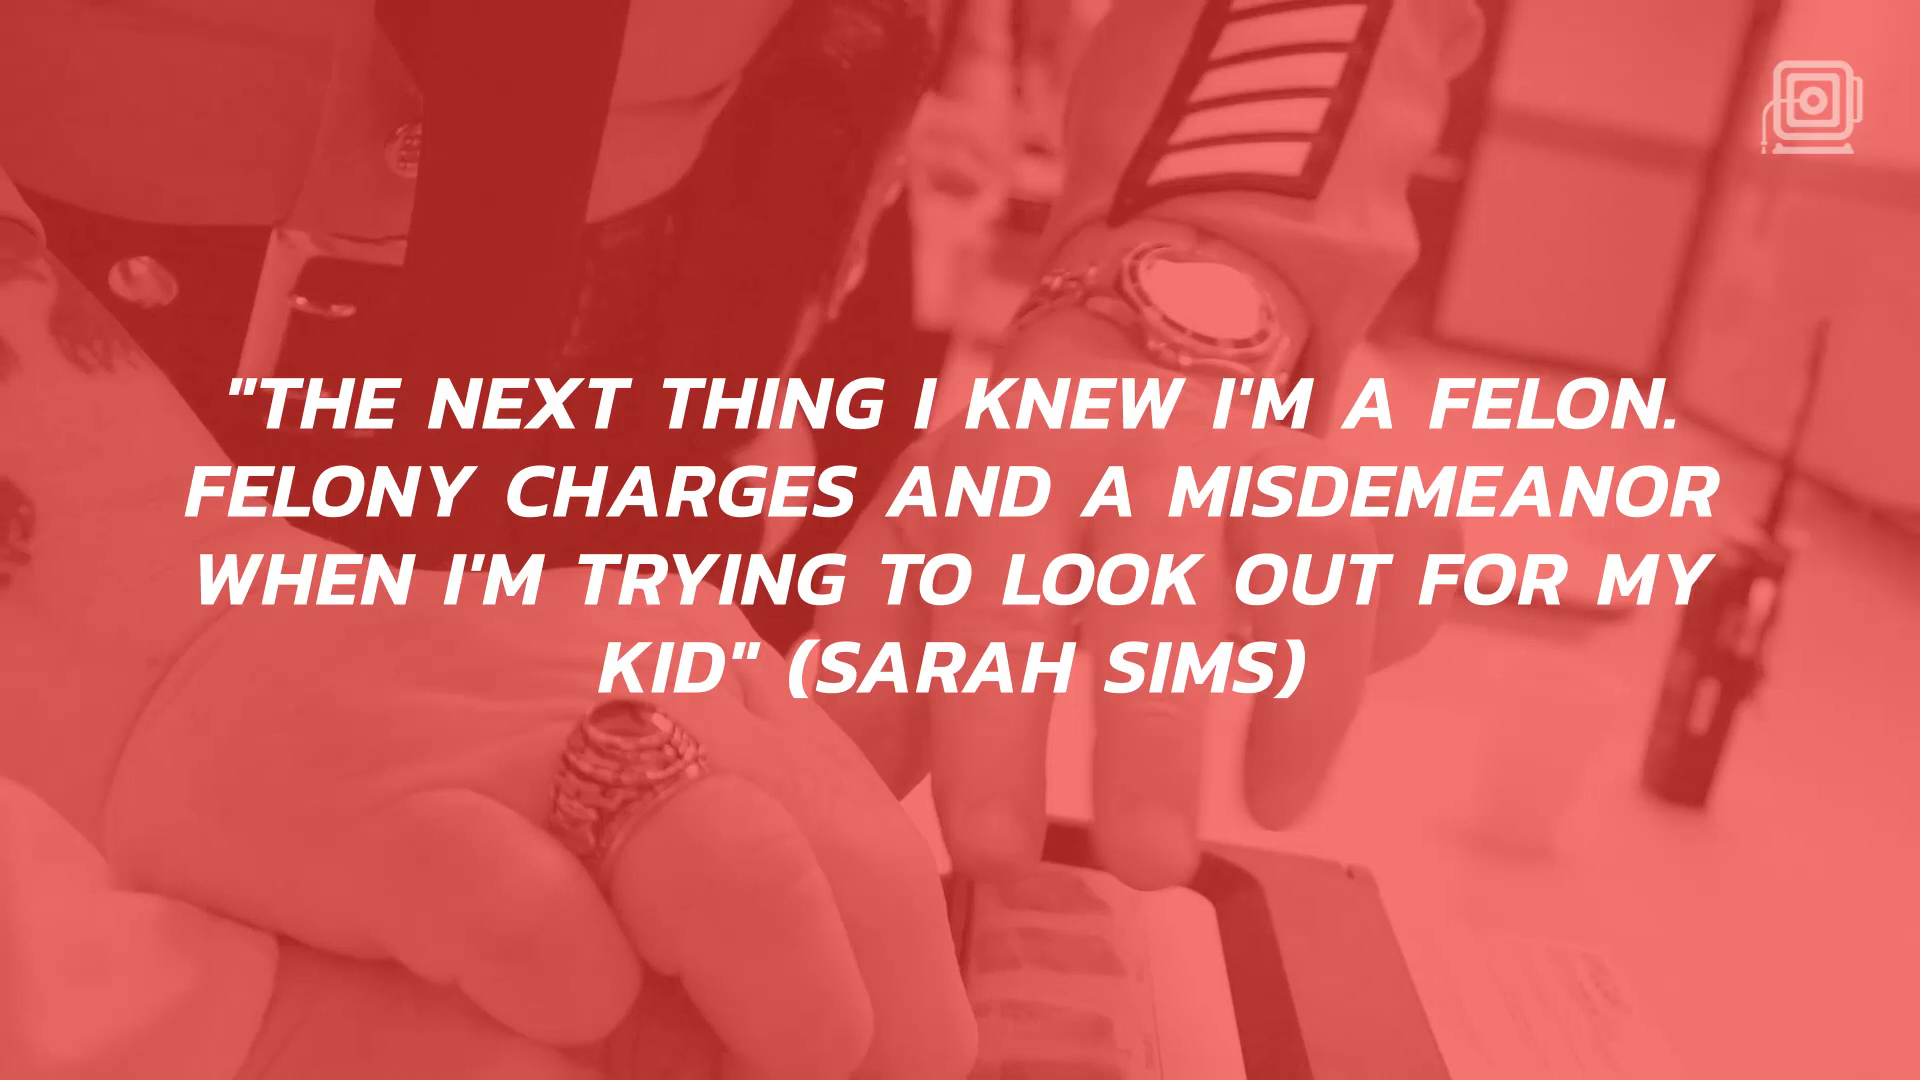 "THE NEXT THING I KNEW I'M A FELON.
FELONY CHARGES AND A MISDEMEANOR
WHEN I'M TRYING TO LOOK OUT FOR MY
KID" (SARAH SIMS)